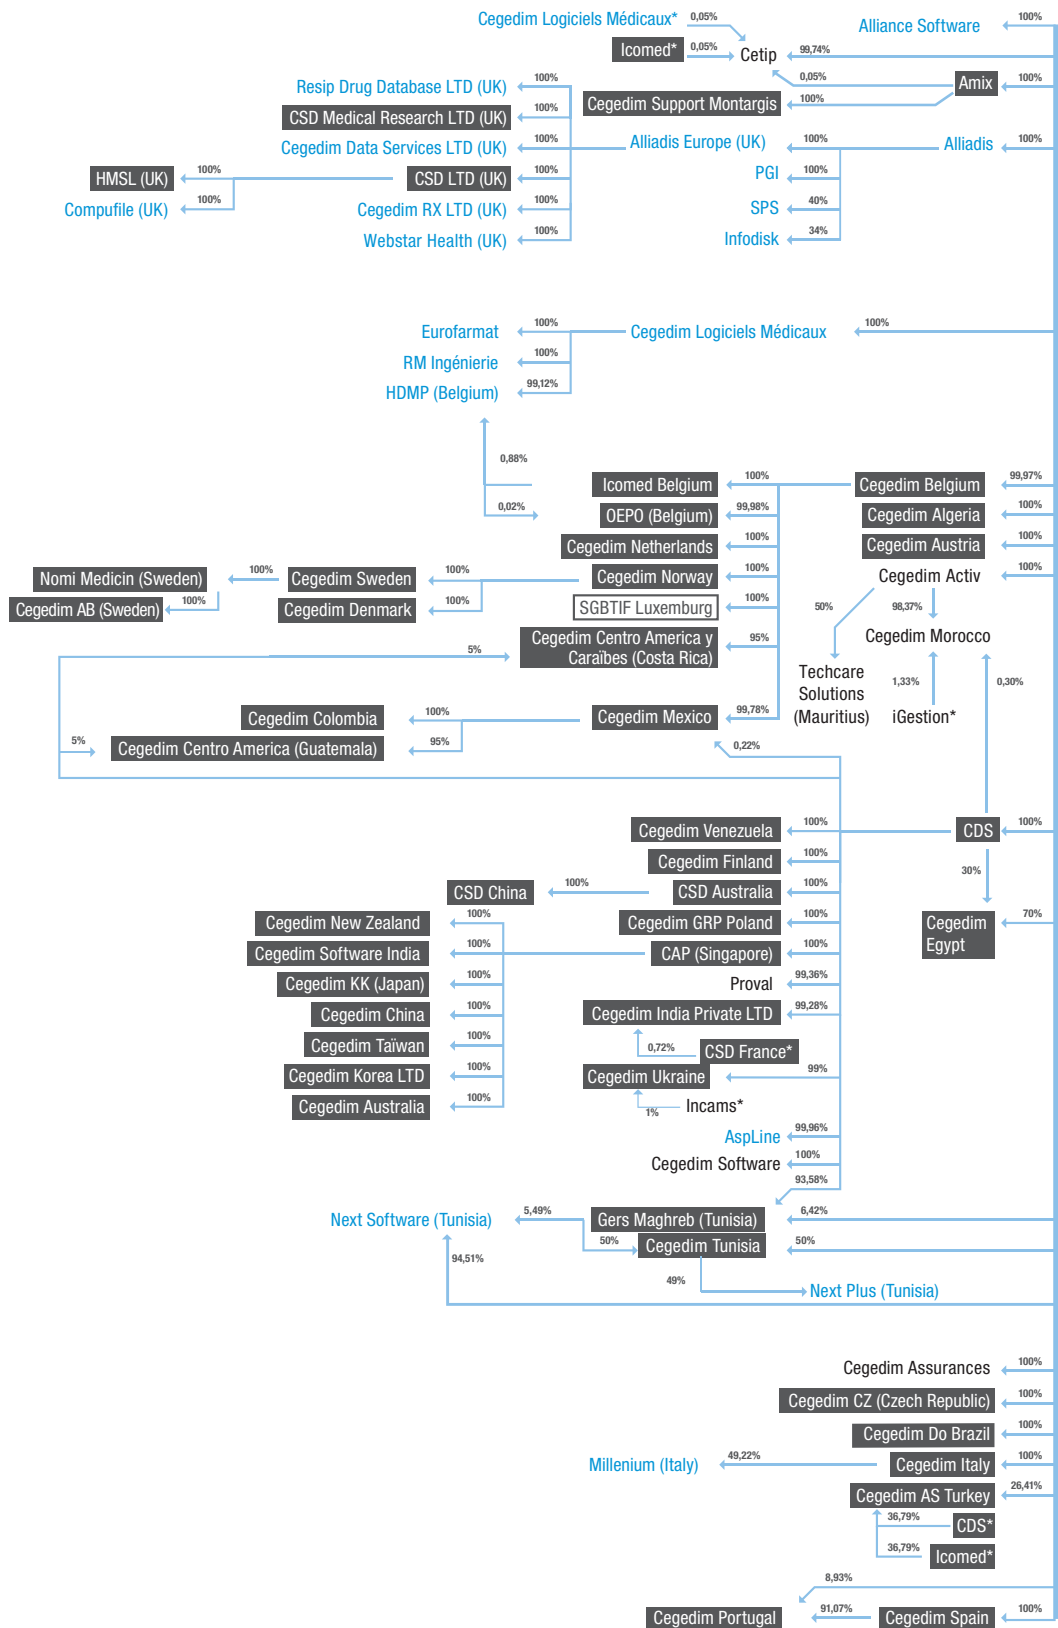 Cegedim Logiciels Médicaux*
0,05%
Alliance Software
100%
Icomed*
0,05%
Cetip
99,74%
Resip Drug Database LTD (UK)
100%
0,05%
Amix
100%
CSD Medical Research LTD (UK)
100%
Cegedim Support Montargis
100%
Cegedim Data Services LTD (UK)
100%
Alliadis Europe (UK)
100%
Alliadis
100%
HMSL (UK)
100%
CSD LTD (UK)
100%
PGI
100%
Compufile (UK)
100%
Cegedim RX LTD (UK)
100%
SPS
40%
Webstar Health (UK)
100%
Infodisk
34%
Eurofarmat
100%
Cegedim Logiciels Médicaux
100%
RM Ingénierie
100%
HDMP (Belgium)
99,12%
0,88%
0,02%
Icomed Belgium
100%
Cegedim Belgium
99,97%
OEPO (Belgium)
99,98%
Cegedim Algeria
100%
Cegedim Netherlands
100%
Cegedim Austria
100%
Nomi Medicin (Sweden)
100%
Cegedim Sweden
100%
Cegedim Norway
100%
Cegedim Activ
100%
Cegedim AB (Sweden)
100%
Cegedim Denmark
100%
SGBTIF Luxemburg
100%
50%
98,37%
5%
Cegedim Centro America y
Caraïbes (Costa Rica)
95%
Cegedim Morocco
Techcare
Solutions
(Mauritius)
1,33%
0,30%
iGestion*
Cegedim Colombia
100%
Cegedim Mexico
99,78%
5%
Cegedim Centro America (Guatemala)
95%
0,22%
Cegedim Venezuela
100%
CDS
100%
Cegedim Finland
100%
30%
CSD China
100%
CSD Australia
100%
Cegedim New Zealand
100%
Cegedim GRP Poland
100%
Cegedim
Egypt
70%
Cegedim Software India
100%
CAP (Singapore)
100%
Cegedim KK (Japan)
100%
Proval
99,36%
Cegedim China
100%
Cegedim India Private LTD
99,28%
Cegedim Taïwan
100%
0,72%
CSD France*
Cegedim Korea LTD
100%
Cegedim Ukraine
99%
Cegedim Australia
100%
1%
Incams*
AspLine
99,96%
Cegedim Software
100%
93,58%
Next Software (Tunisia)
5,49%
Gers Maghreb (Tunisia)
6,42%
50%
Cegedim Tunisia
50%
94,51%
49%
Next Plus (Tunisia)
Cegedim Assurances
100%
Cegedim CZ (Czech Republic)
100%
Cegedim Do Brazil
100%
Millenium (Italy)
49,22%
Cegedim Italy
100%
Cegedim AS Turkey
26,41%
36,79%
CDS*
36,79%
Icomed*
8,93%
Cegedim Portugal
91,07%
Cegedim Spain
100%